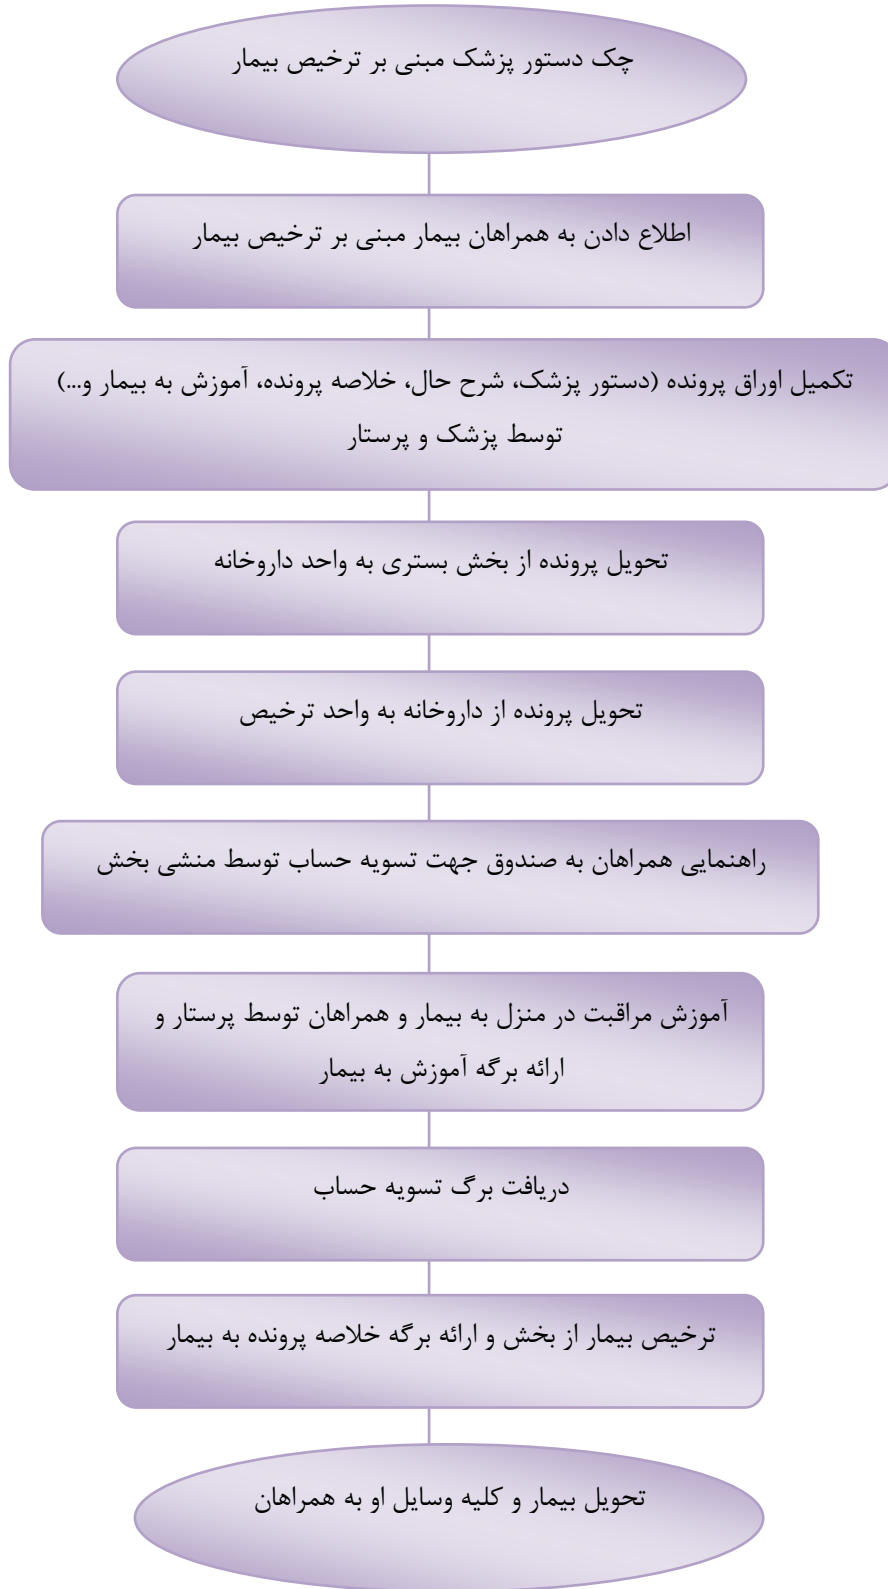 چک دستور پزشک مبنی بر ترخیص بیمار
اطلاع دادن به همراهان بیمار مبنی بر ترخیص بیمار
تکمیل اوراق پرونده (دستور پزشک، شرح حال، خلاصه پرونده، آموزش به بیمار و...)
توسط پزشک و پرستار
تحویل پرونده از بخش بستری به واحد داروخانه
تحویل پرونده از داروخانه به واحد ترخیص
راهنمایی همراهان به صندوق جهت تسویه حساب توسط منشی بخش
آموزش مراقبت در منزل به بیمار و همراهان توسط پرستار و
ارائه برگه آموزش به بیمار
دریافت برگ تسویه حساب
ترخیص بیمار از بخش و ارائه برگه خلاصه پرونده به بیمار
تحویل بیمار و کلیه وسایل او به همراهان